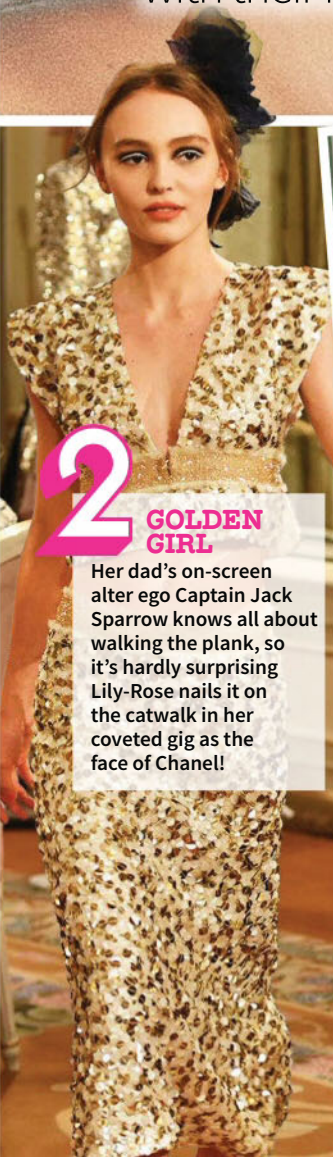 2
GOLDEN
GIRL
Her dad's on-screen
alter ego Captain Jack
Sparrow knows all about
walking the plank, so
it's hardly surprising
Lily-Rose nails it on
the catwalk in her
coveted gig as the
face of Chanel!